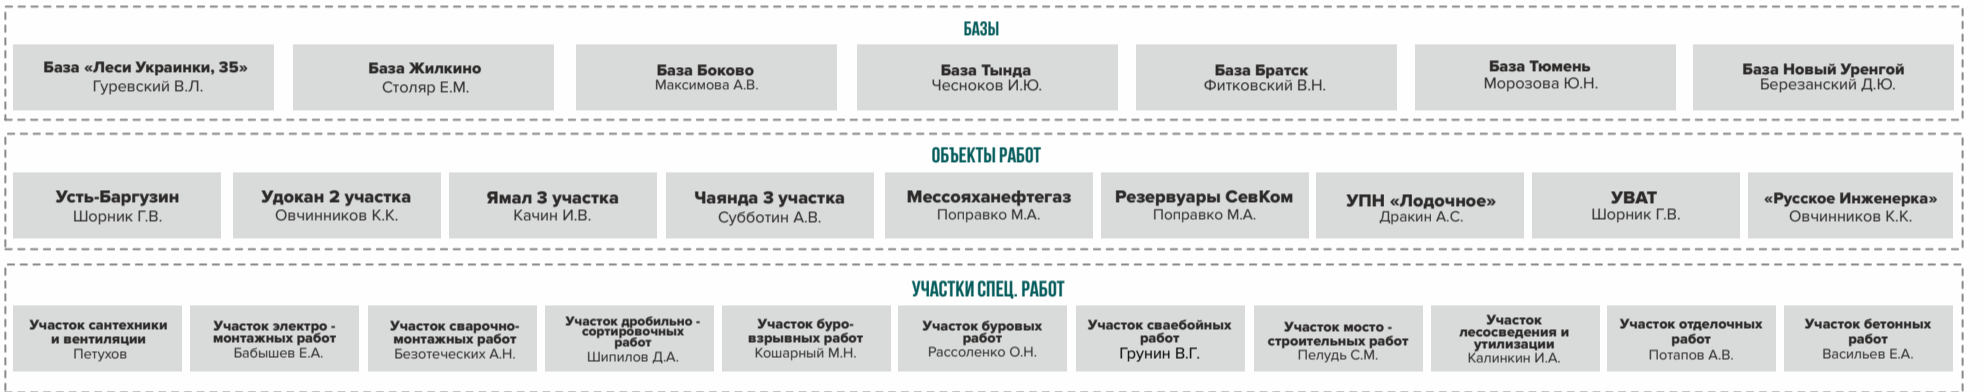 БАЗЫ
База «Леси Украинки, 35»
Гуревский В.Л.
База Жилкино
Столяр Е.М.
База Боково
Максимова А.В.
База Тында
Чесноков И.Ю.
База Братск
Фитковский В.Н.
База Тюмень
Морозова Ю.Н.
База Новый Уренгой
Березанский Д.Ю.
ОБЪЕКТЫ РАБОТ
Усть-Баргузин
Шорник Г.В.
Удокан 2 участка
Овчинников К.К.
Ямал 3 участка
Качин И.В.
Чаянда 3 участка
Субботин А.В.
Мессояханефтегаз
Поправко М.А.
Резервуары СевКом
Поправко М.А.
УПН «Лодочное»
Дракин А.С.
УВАТ
Шорник Г.В.
«Русское Инженерка»
Овчинников К.К.
УЧАСТКИ СПЕЦ. РАБОТ
Участок сантехники
и вентиляции
Петухов
Участок электро -
монтажных работ
Бабышев Е.А.
Участок сварочно-
монтажных работ
Безотеческих А.Н.
Участок дробильно -
сортировочных
работ
Шипилов Д.А.
Участок буро-
взрывных работ
Кошарный М.Н.
Участок буровых
работ
Рассоленко О.Н.
Участок сваебойных
работ
Грунин В.Г.
Участок мосто -
строительных работ
Пелудь С.М.
Участок
лесосведения и
утилизации
Калинкин И.А.
Участок отделочных
работ
Потапов А.В.
Участок бетонных
работ
Васильев Е.А.